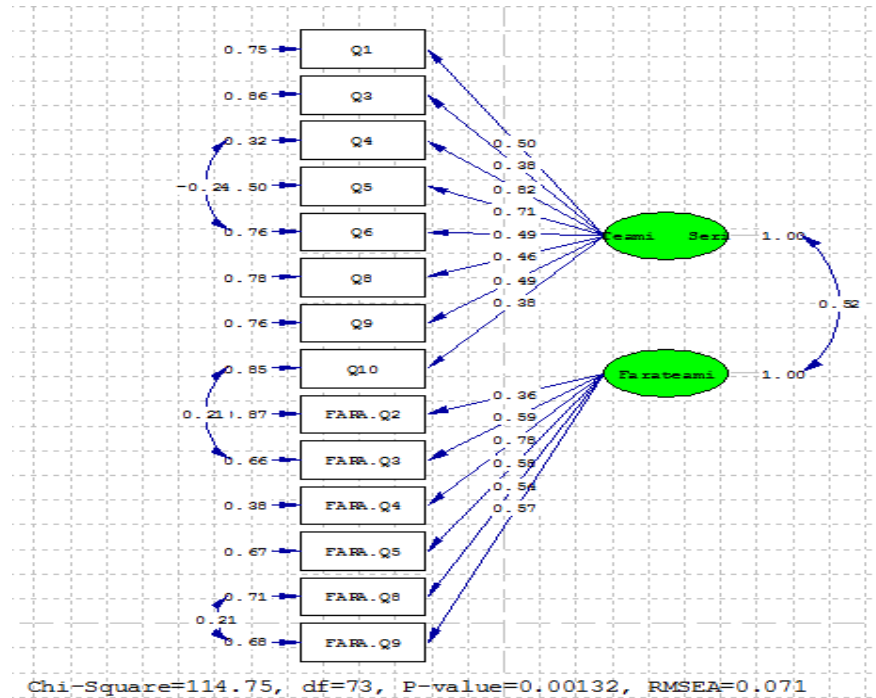 0.75 Q1
0.86 Q3
0.50
0.38
0.32 Q4
0.82
-0.24 .50 Q5
0.71
0.76 Q6 0.49 Teami Seri 1.00
0.46
0.78 Q8
0.49
0.38
0.52
0.76 Q9
0.85 Q10 Farateami 1.00
0.36
0.21 .87 FARA.Q2
0.59
0.78
0.66 FARA.Q3
0.58
0.54
0.38 FARA.Q4 0.57
0.67 FARA.Q5
0.71 FARA.Q8
0.21
0.68 FARA.Q9
Chi-Square=114.75, df=73, P-value=0.00132, RMSEA=0.071